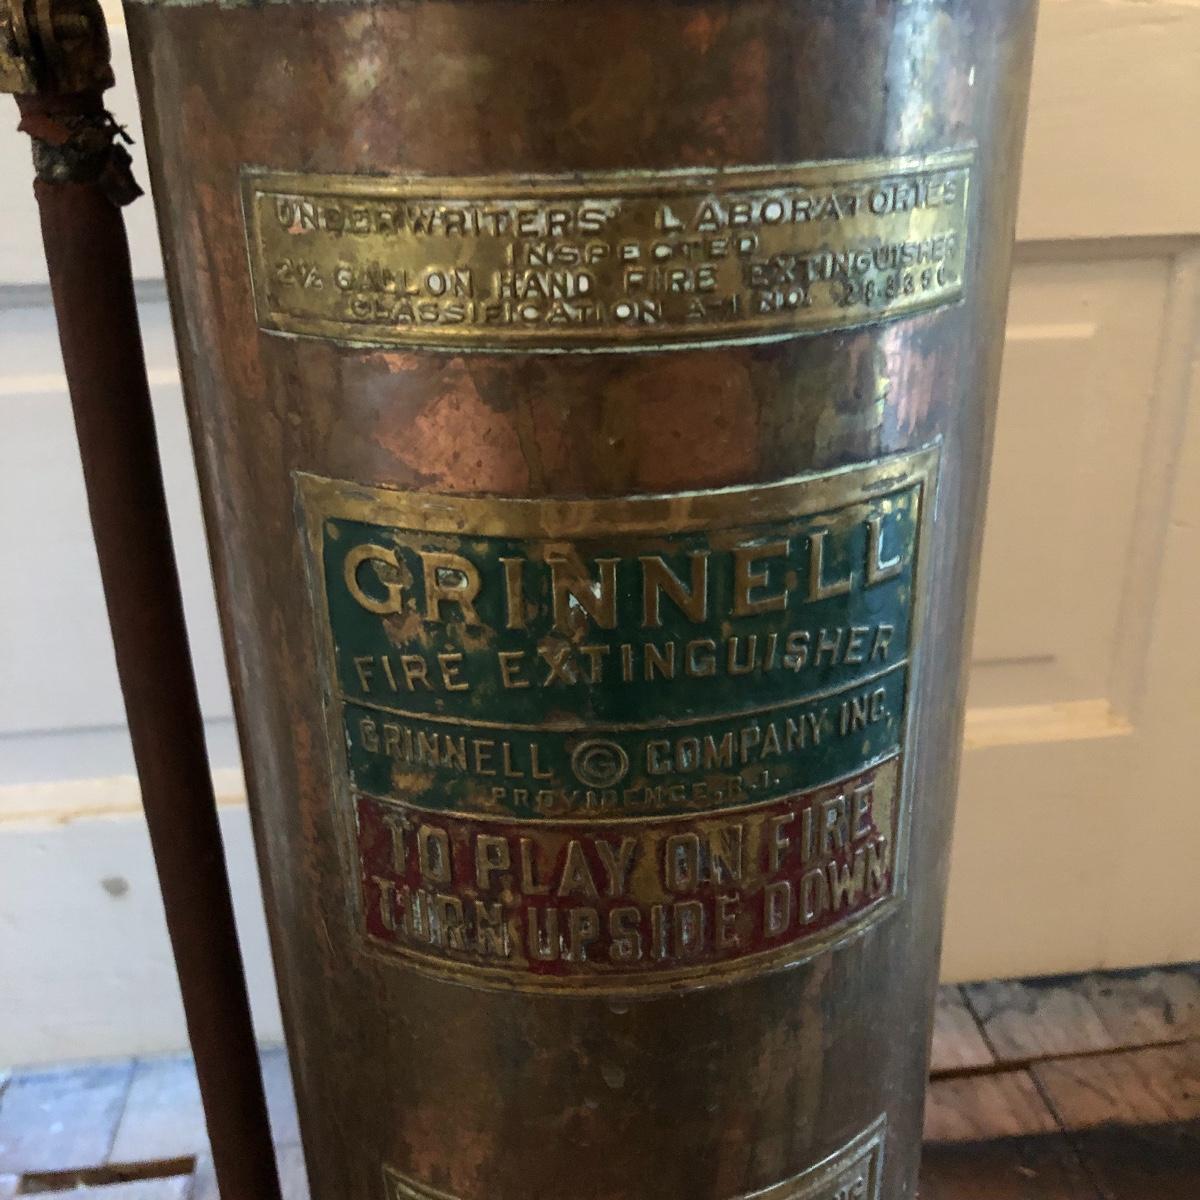 UNDERWRITERS' LABORATORIES
INSPECTED
2½ GALLON HAND FIRE EXTINGUISHER
CLASSIFICATION A-1 NO.
GRINNELL
FIRE EXTINGUISHER
GRINNELL G COMPANY INC.
PROVIDENCE, R.I.
TO PLAY ON FIRE
TURN UPSIDE DOWN